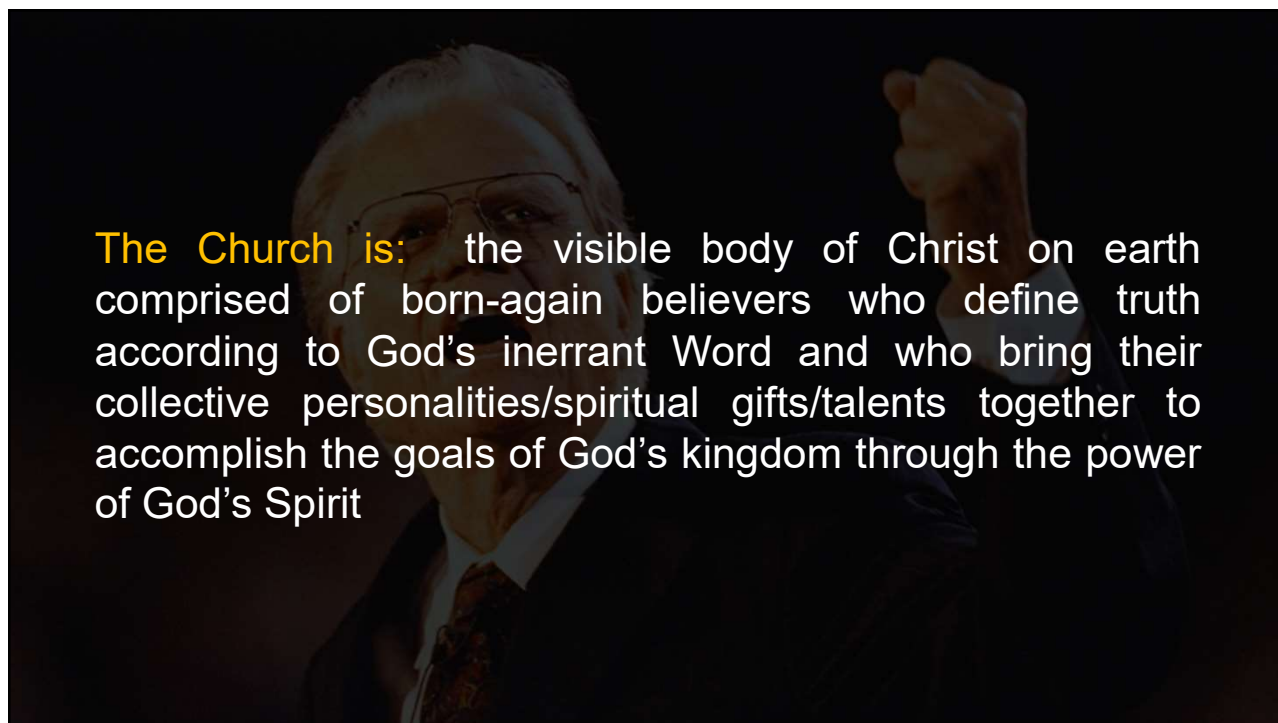 The Church is: the visible body of Christ on earth
comprised of born-again believers who define truth
according to God’s inerrant Word and who bring their
collective personalities/spiritual gifts/talents together to
accomplish the goals of God’s kingdom through the power
of God’s Spirit